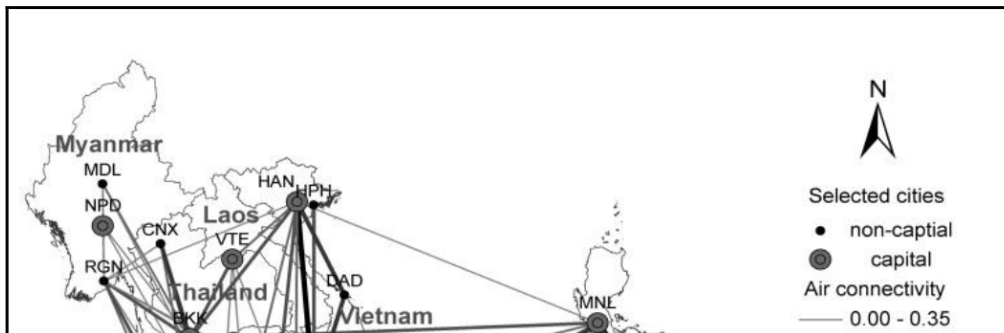 N
Myanmar
MDL
HAN
HPH
Selected cities
NPD
CNX
Laos
non-captial
VTE
capital
RGN
DAD
Thailand
Air connectivity
MNL
BKK
Vietnam
0.00 - 0.35